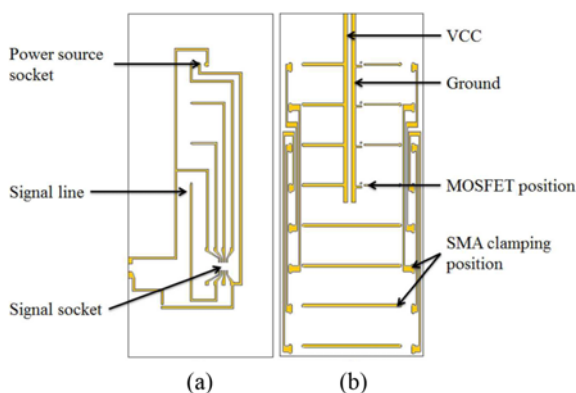 Power source
socket
Signal line
Signal socket
(a)
VCC
Ground
MOSFET position
SMA clamping
position
(b)